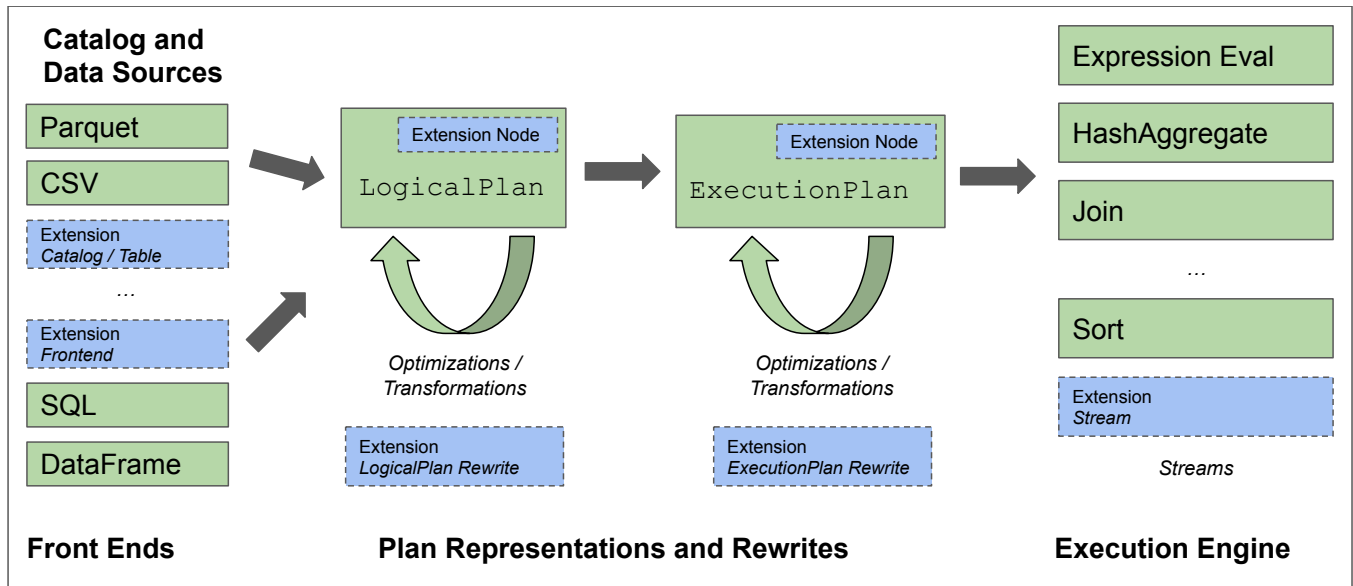 Catalog and
Data Sources
Parquet
CSV
Extension
Catalog / Table
...
Extension
Frontend
SQL
DataFrame
Front Ends
Extension Node
LogicalPlan
Optimizations /
Transformations
Extension
LogicalPlan Rewrite
Extension Node
ExecutionPlan
Optimizations /
Transformations
Extension
ExecutionPlan Rewrite
Plan Representations and Rewrites
Expression Eval
HashAggregate
Join
...
Sort
Extension
Stream
Streams
Execution Engine